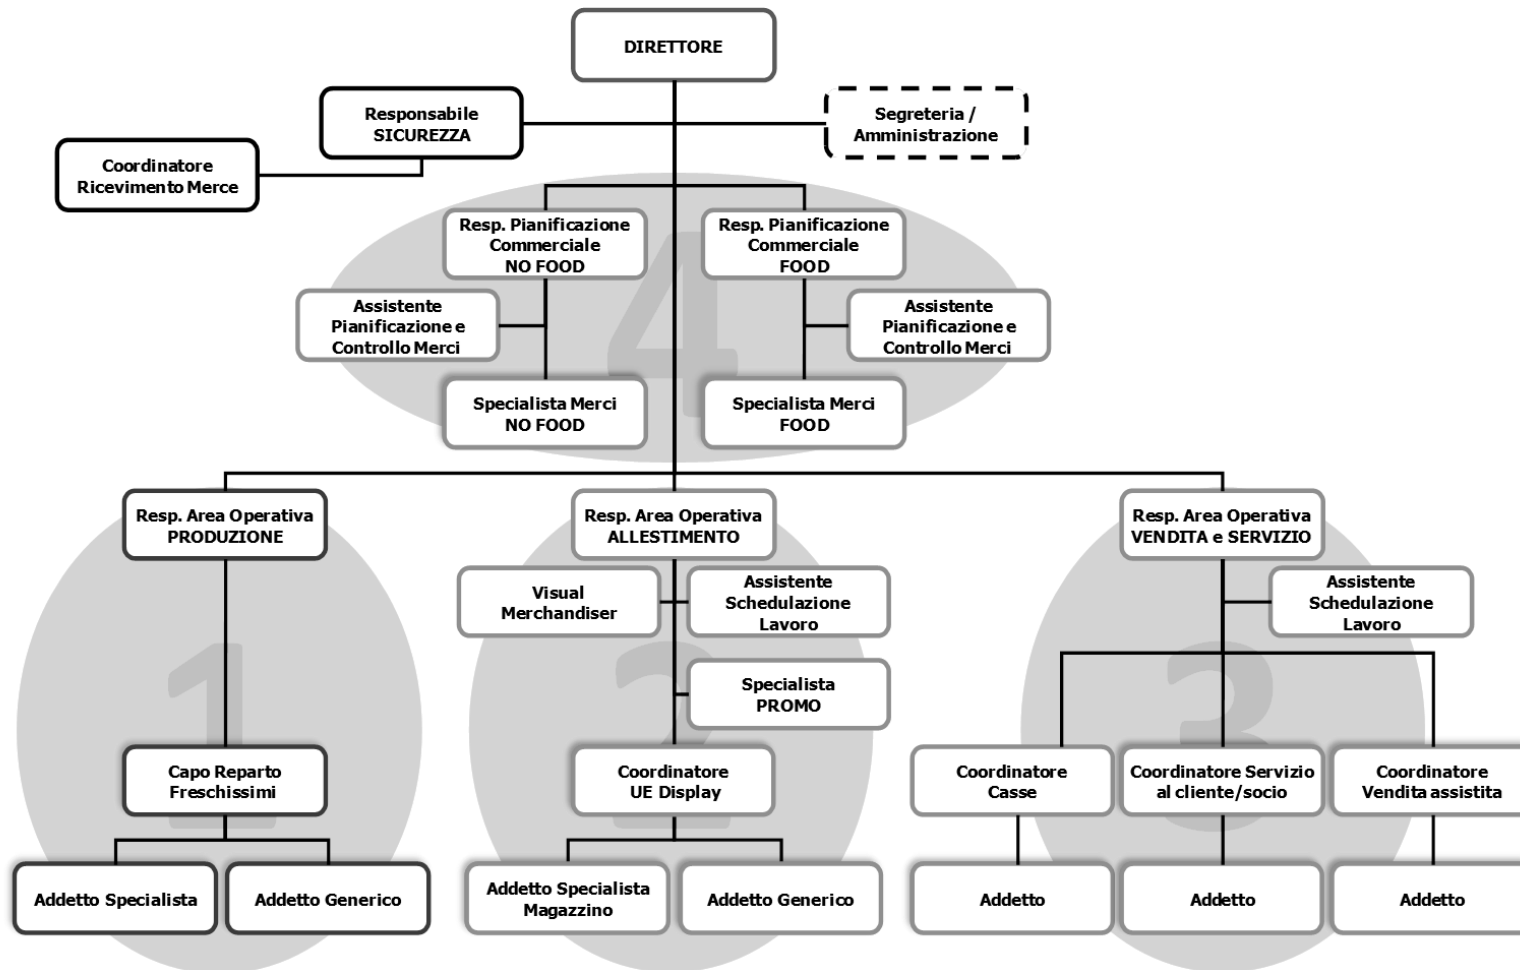 DIRETTORE
Responsabile
SICUREZZA
Segreteria /
Amministrazione
Coordinatore
Ricevimento Merce
4
Resp. Pianificazione
Commerciale
NO FOOD
Resp. Pianificazione
Commerciale
FOOD
Assistente
Pianificazione e
Controllo Merci
Assistente
Pianificazione e
Controllo Merci
Specialista Merci
NO FOOD
Specialista Merci
FOOD
Resp. Area Operativa
PRODUZIONE
Resp. Area Operativa
ALLESTIMENTO
Resp. Area Operativa
VENDITA e SERVIZIO
Visual
Merchandiser
Assistente
Schedulazione
Lavoro
Assistente
Schedulazione
Lavoro
1
2
3
Specialista
PROMO
Capo Reparto
Freschissimi
Coordinatore
UE Display
Coordinatore
Casse
Coordinatore Servizio
al cliente/socio
Coordinatore
Vendita assistita
Addetto Specialista
Addetto Generico
Addetto Specialista
Magazzino
Addetto Generico
Addetto
Addetto
Addetto